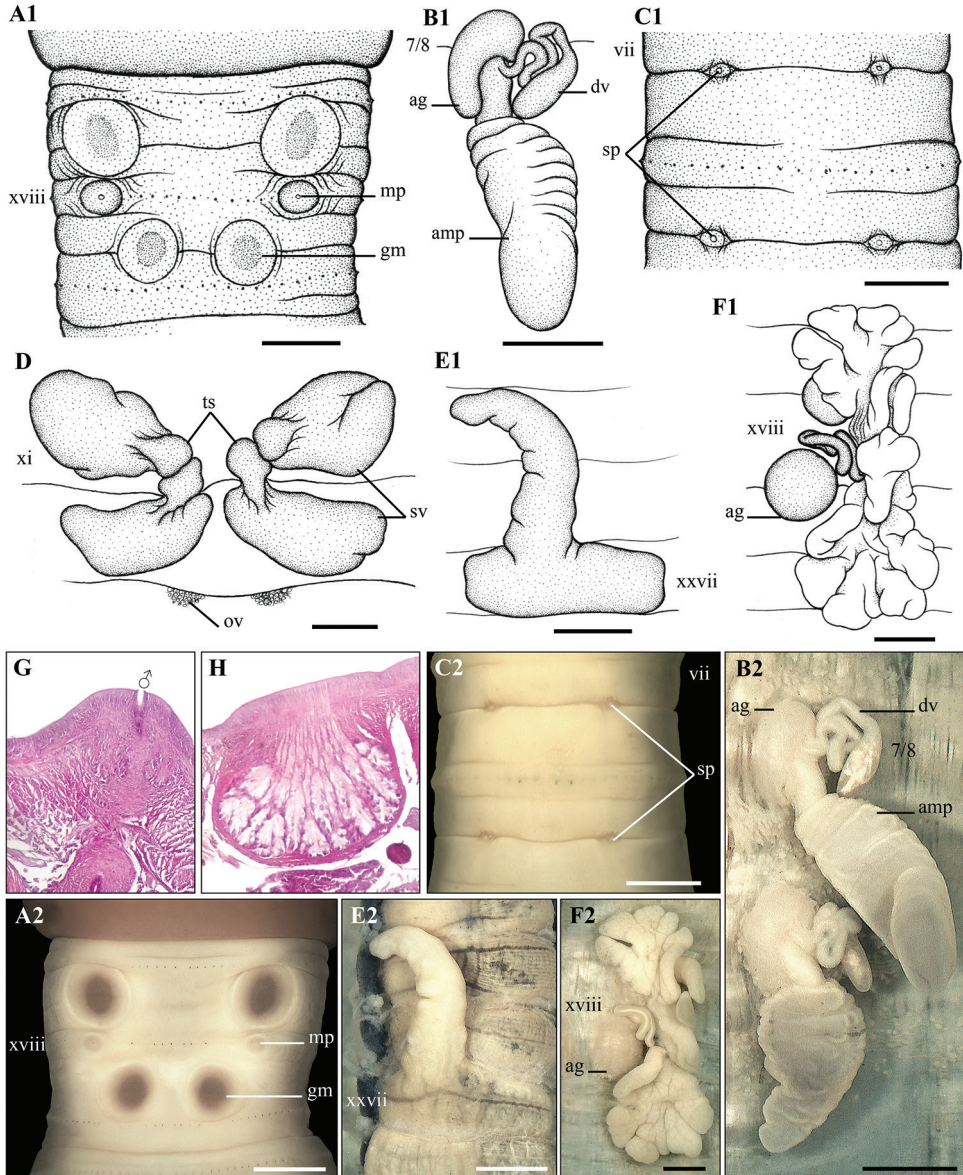 A1
xviii
mp
gm
B1
7/8
ag
dv
amp
C1
vii
sp
D
ts
xi
sv
ov
E1
xxvii
F1
xviii
ag
G
♂
H
C2
vii
sp
B2
ag
dv
7/8
amp
A2
xviii
mp
gm
E2
xxvii
F2
xviii
ag